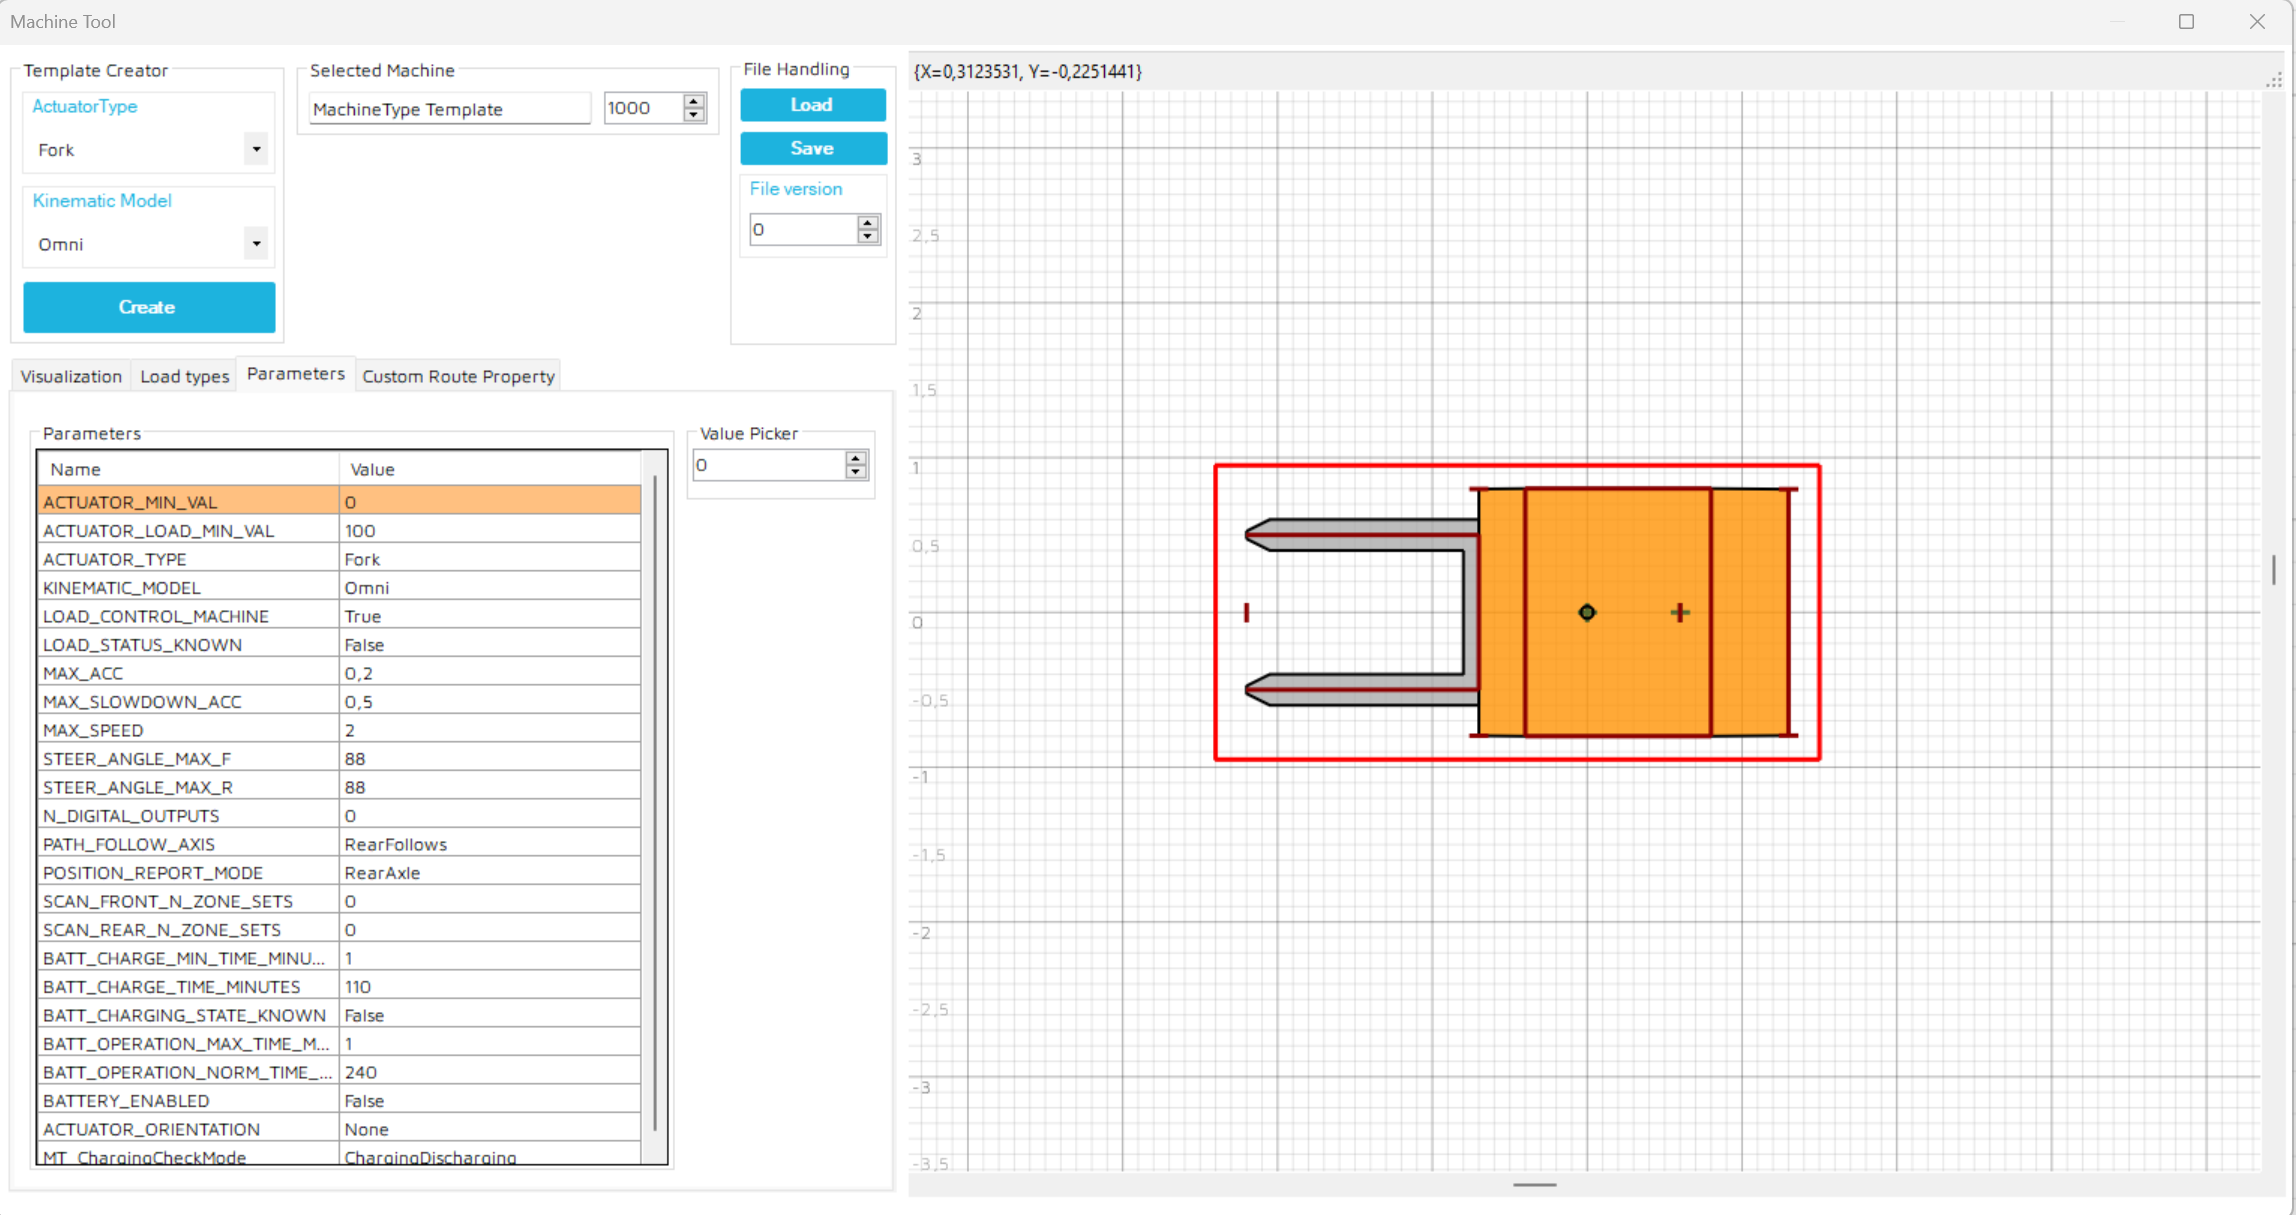 Machine Tool
Template Creator
ActuatorType
Fork
Kinematic Model
Omni
Create
Selected Machine
MachineType Template
1000
File Handling
Load
Save
File version
0
{X=0,3123531, Y=-0,2251441}
Visualization
Load types
Parameters
Custom Route Property
Parameters
Name Value
ACTUATOR_MIN_VAL 0
ACTUATOR_LOAD_MIN_VAL 100
ACTUATOR_TYPE Fork
KINEMATIC_MODEL Omni
LOAD_CONTROL_MACHINE True
LOAD_STATUS_KNOWN False
MAX_ACC 0,2
MAX_SLOWDOWN_ACC 0,5
MAX_SPEED 2
STEER_ANGLE_MAX_F 88
STEER_ANGLE_MAX_R 88
N_DIGITAL_OUTPUTS 0
PATH_FOLLOW_AXIS RearFollows
POSITION_REPORT_MODE RearAxle
SCAN_FRONT_N_ZONE_SETS 0
SCAN_REAR_N_ZONE_SETS 0
BATT_CHARGE_MIN_TIME_MINU... 1
BATT_CHARGE_TIME_MINUTES 110
BATT_CHARGING_STATE_KNOWN False
BATT_OPERATION_MAX_TIME_M... 1
BATT_OPERATION_NORM_TIME_... 240
BATTERY_ENABLED False
ACTUATOR_ORIENTATION None
MT_ChargingCheckMode ChargingDischarging
Value Picker
0
3
2,5
2
1,5
1
0,5
0
-0,5
-1
-1,5
-2
-2,5
-3
-3,5